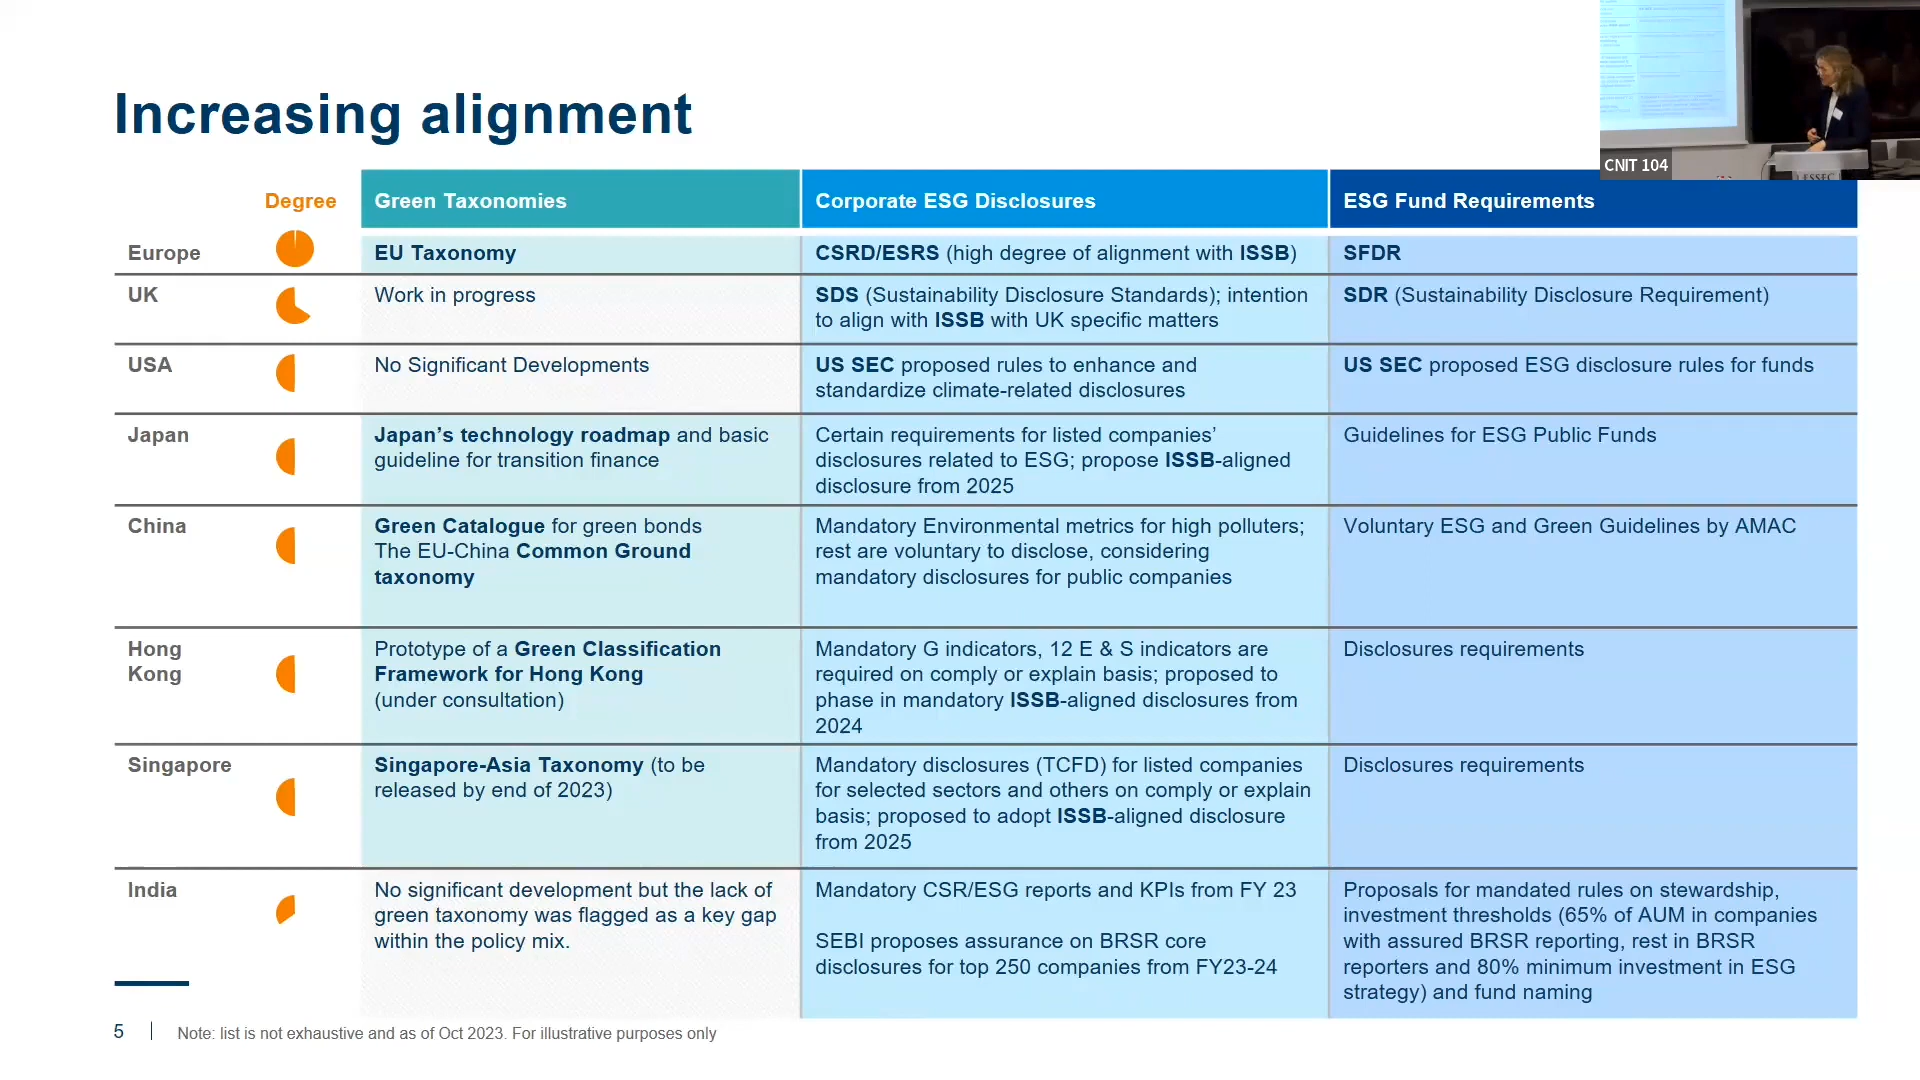 Increasing alignment
CNIT 104
ESSEC
Degree
Green Taxonomies
Corporate ESG Disclosures
ESG Fund Requirements
Europe
EU Taxonomy
CSRD/ESRS (high degree of alignment with ISSB)
SFDR
UK
Work in progress
SDS (Sustainability Disclosure Standards); intention
to align with ISSB with UK specific matters
SDR (Sustainability Disclosure Requirement)
USA
No Significant Developments
US SEC proposed rules to enhance and
standardize climate-related disclosures
US SEC proposed ESG disclosure rules for funds
Japan
Japan’s technology roadmap and basic
guideline for transition finance
Certain requirements for listed companies’
disclosures related to ESG; propose ISSB-aligned
disclosure from 2025
Guidelines for ESG Public Funds
China
Green Catalogue for green bonds
The EU-China Common Ground
taxonomy
Mandatory Environmental metrics for high polluters;
rest are voluntary to disclose, considering
mandatory disclosures for public companies
Voluntary ESG and Green Guidelines by AMAC
Hong
Kong
Prototype of a Green Classification
Framework for Hong Kong
(under consultation)
Mandatory G indicators, 12 E & S indicators are
required on comply or explain basis; proposed to
phase in mandatory ISSB-aligned disclosures from
2024
Disclosures requirements
Singapore
Singapore-Asia Taxonomy (to be
released by end of 2023)
Mandatory disclosures (TCFD) for listed companies
for selected sectors and others on comply or explain
basis; proposed to adopt ISSB-aligned disclosure
from 2025
Disclosures requirements
India
No significant development but the lack of
green taxonomy was flagged as a key gap
within the policy mix.
Mandatory CSR/ESG reports and KPIs from FY 23
SEBI proposes assurance on BRSR core
disclosures for top 250 companies from FY23-24
Proposals for mandated rules on stewardship,
investment thresholds (65% of AUM in companies
with assured BRSR reporting, rest in BRSR
reporters and 80% minimum investment in ESG
strategy) and fund naming
5
Note: list is not exhaustive and as of Oct 2023. For illustrative purposes only